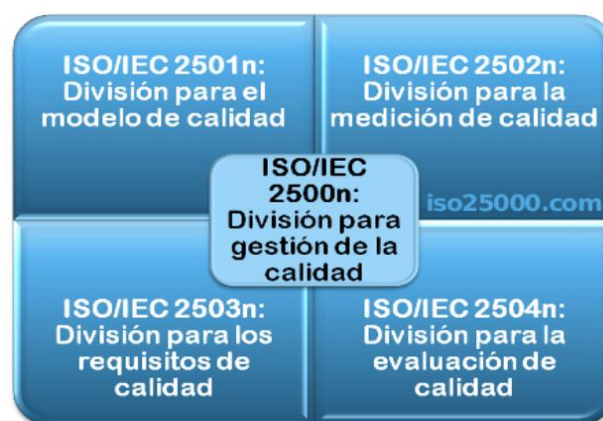 ISO/IEC 2501n:
División para el
modelo de calidad
ISO/IEC 2502n:
División para la
medición de calidad
iso25000.com
ISO/IEC
2500n:
División para
gestión de la
calidad
ISO/IEC 2503n:
División para los
requisitos de
calidad
ISO/IEC 2504n:
División para la
evaluación de
calidad